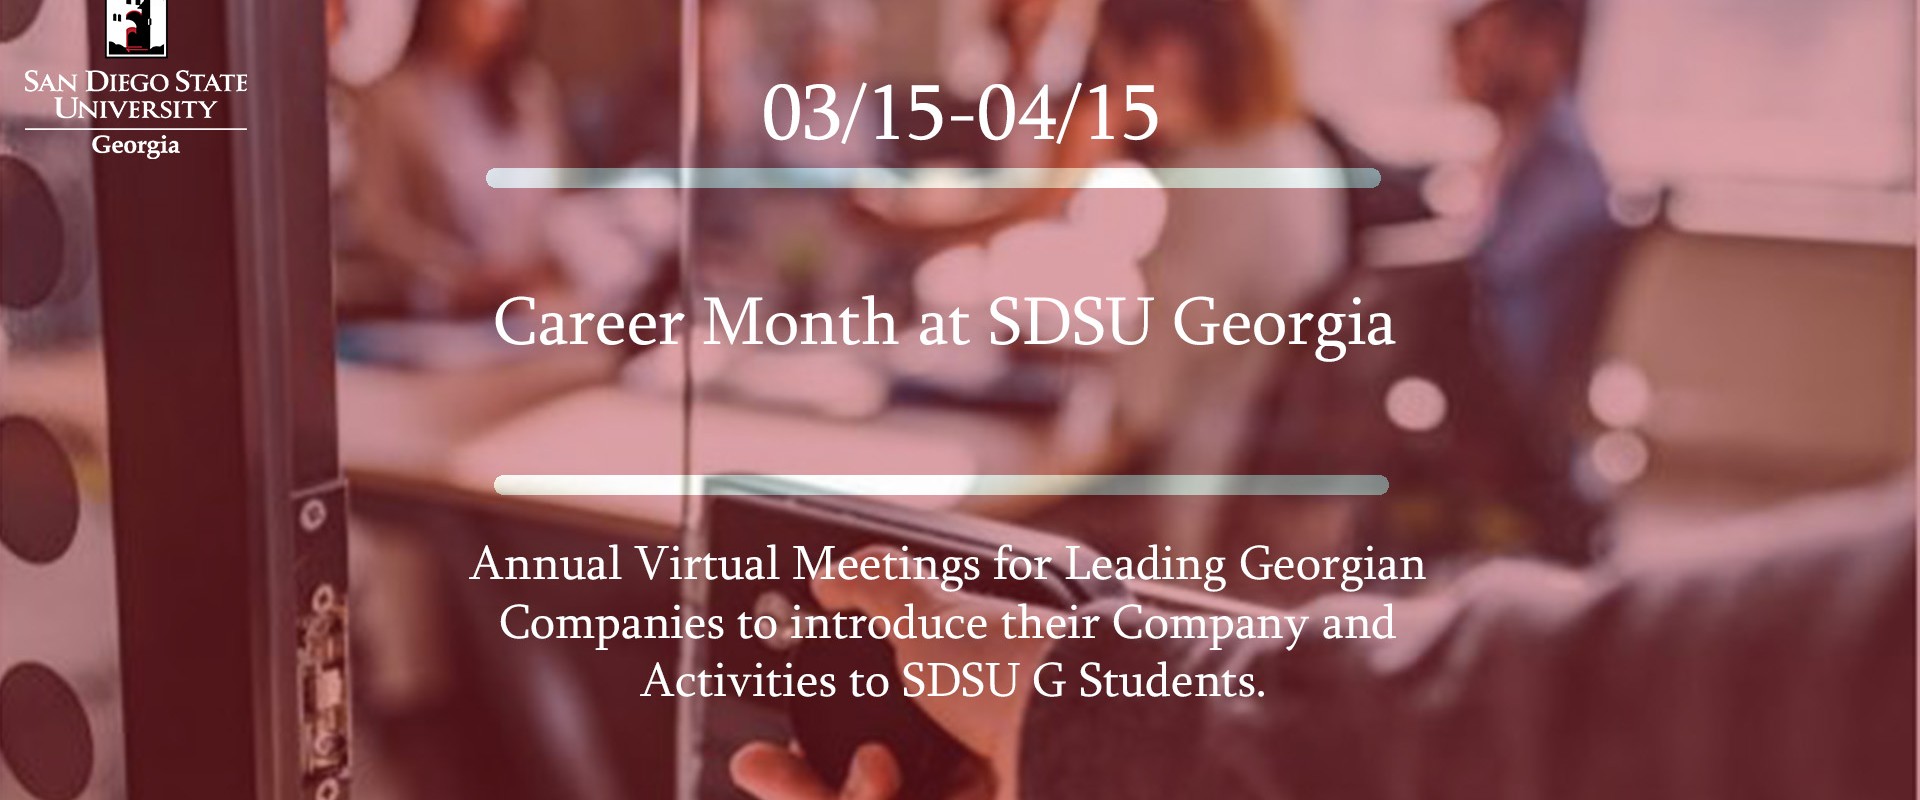 SAN DIEGO STATE
UNIVERSITY
Georgia
03/15-04/15
Career Month at SDSU Georgia
Annual Virtual Meetings for Leading Georgian
Companies to introduce their Company and
Activities to SDSU G Students.